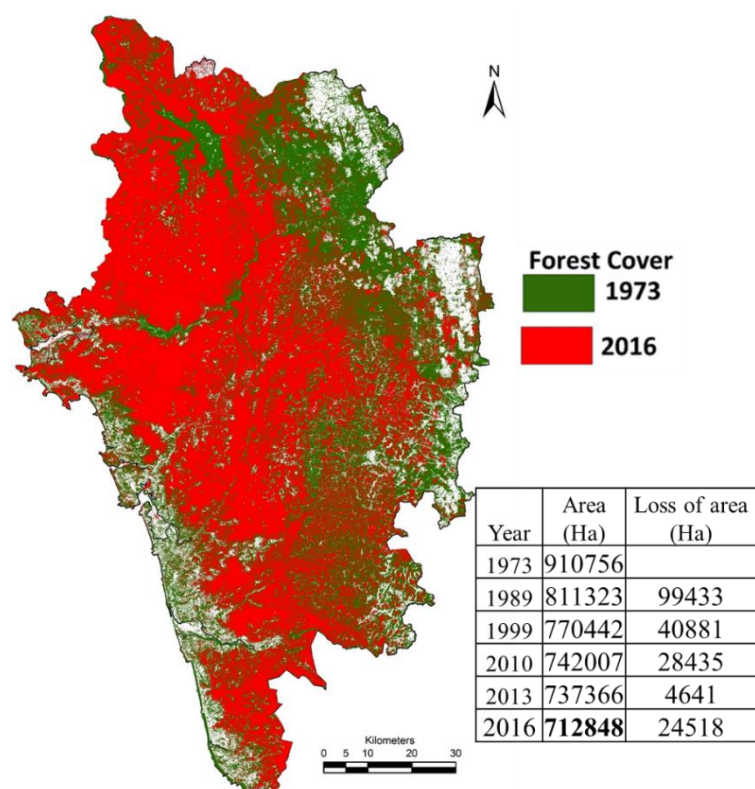 N
Forest Cover
1973
2016
Year Area (Ha) Loss of area (Ha)
1973 910756
1989 811323 99433
1999 770442 40881
2010 742007 28435
2013 737366 4641
2016 712848 24518
Kilometers
0 5 10 20 30